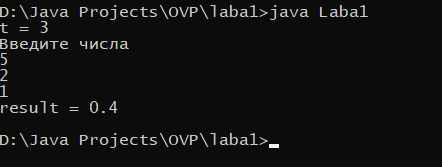 D:\Java Projects\OVP\laba1>java Laba1
t = 3
Введите числа
5
2
1
result = 0.4
D:\Java Projects\OVP\laba1>